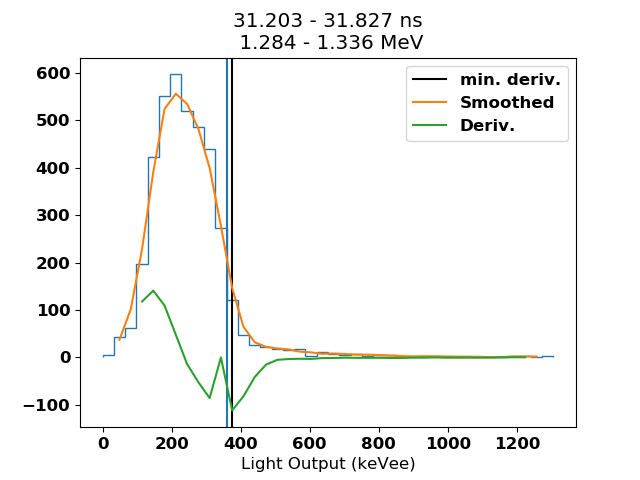 31.203 - 31.827 ns
1.284 - 1.336 MeV
min. deriv.
Smoothed
Deriv.
600
500
400
300
200
100
0
−100
0 200 400 600 800 1000 1200
Light Output (keVee)